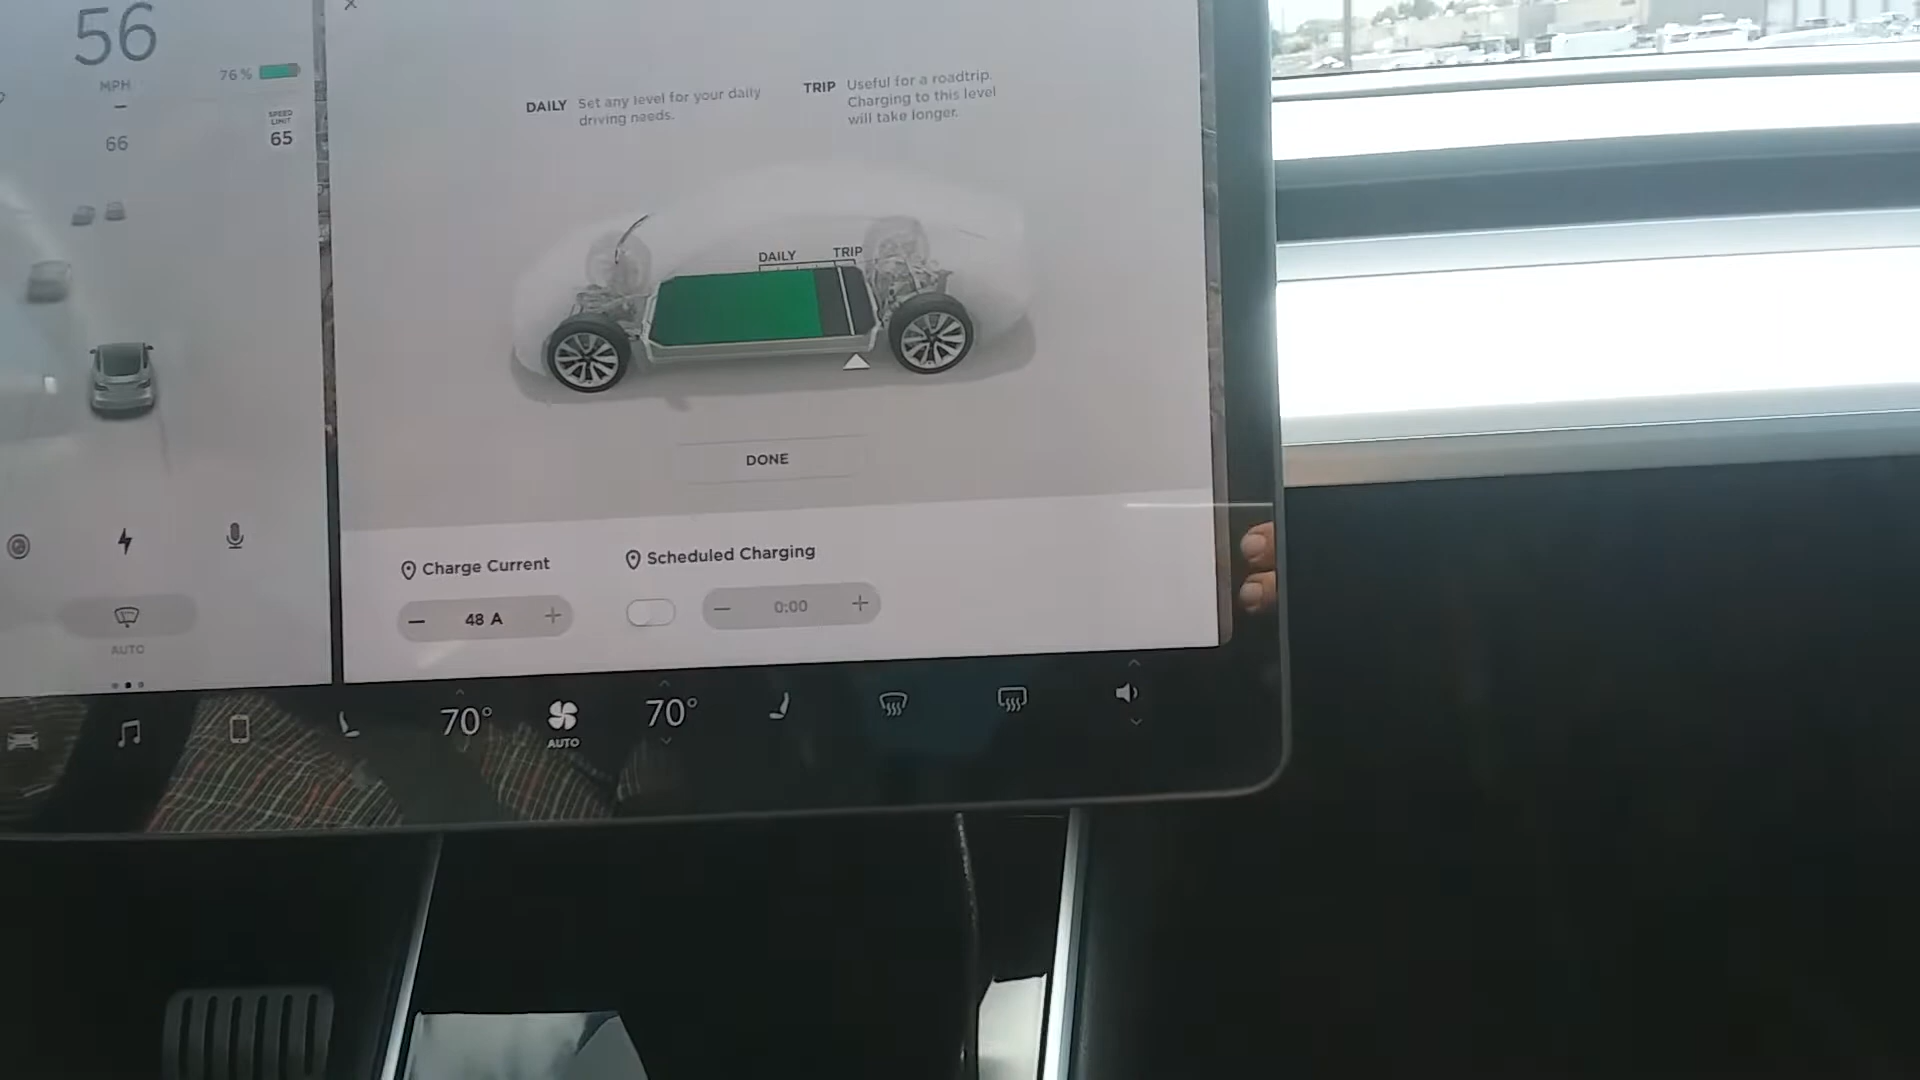 56
MPH
76 %
SPEED
LIMIT
65
66
DAILY Set any level for your daily
driving needs.
TRIP Useful for a roadtrip.
Charging to this level
will take longer.
DAILY
TRIP
DONE
Charge Current
48 A
Scheduled Charging
0:00
AUTO
70°
AUTO
70°